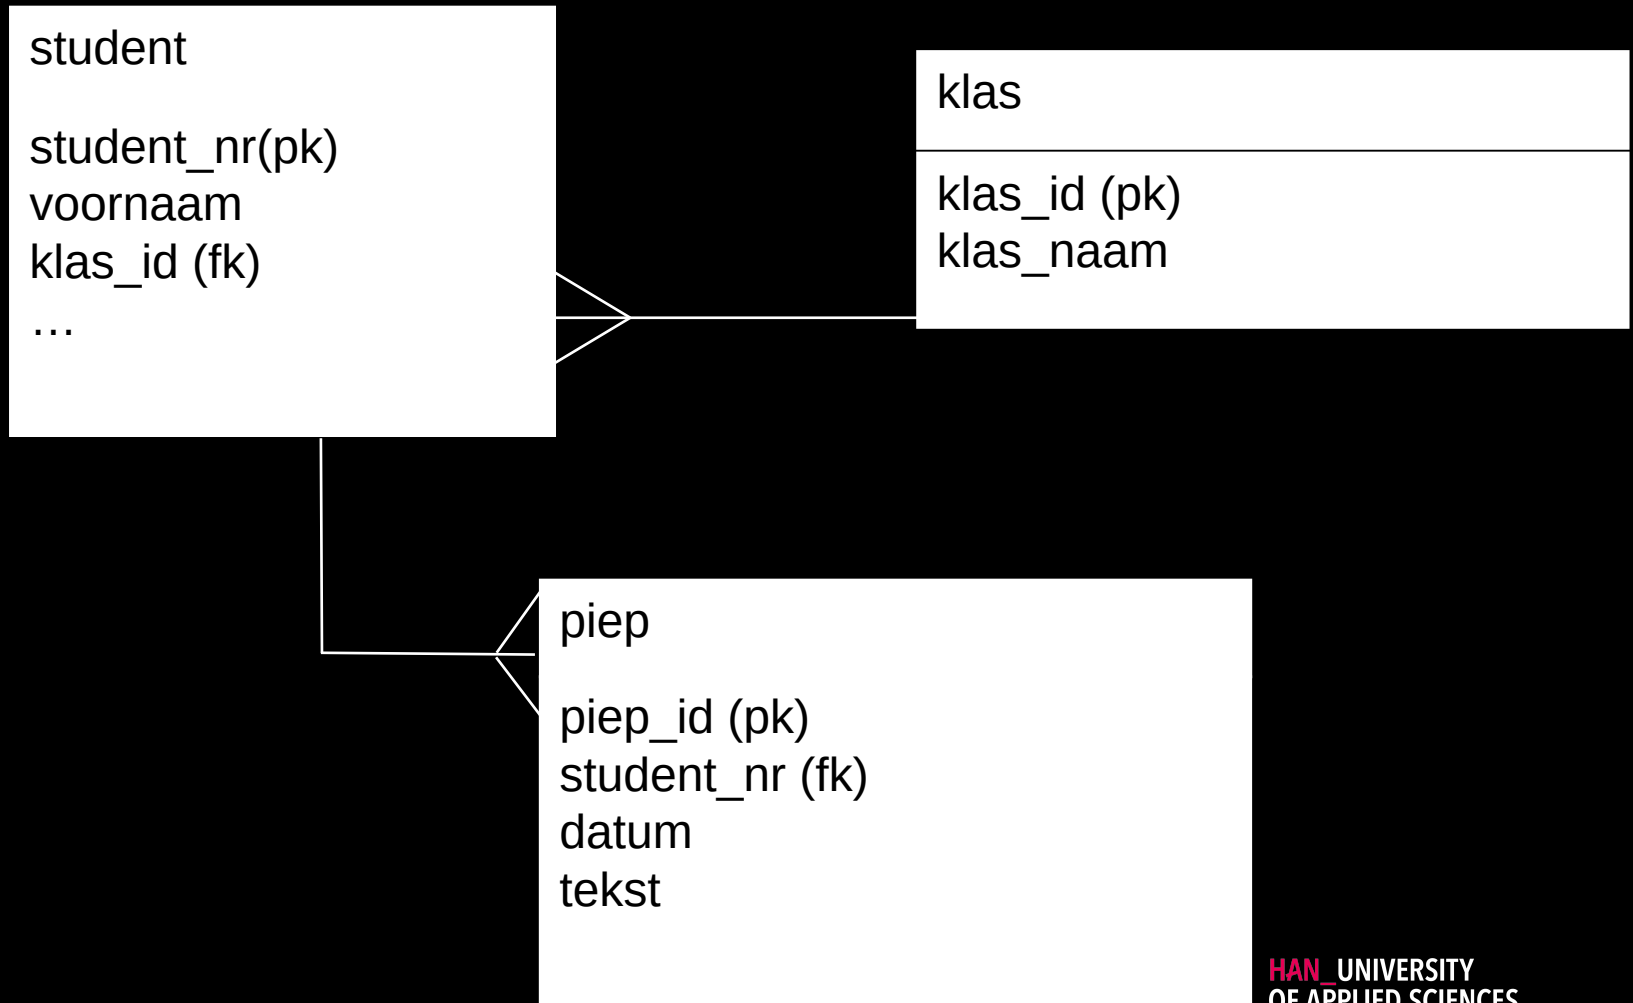 student
student_nr(pk)
voornaam
klas_id (fk)
…
klas
klas_id (pk)
klas_naam
piep
piep_id (pk)
student_nr (fk)
datum
tekst
HAN_UNIVERSITY
OF APPLIED SCIENCES